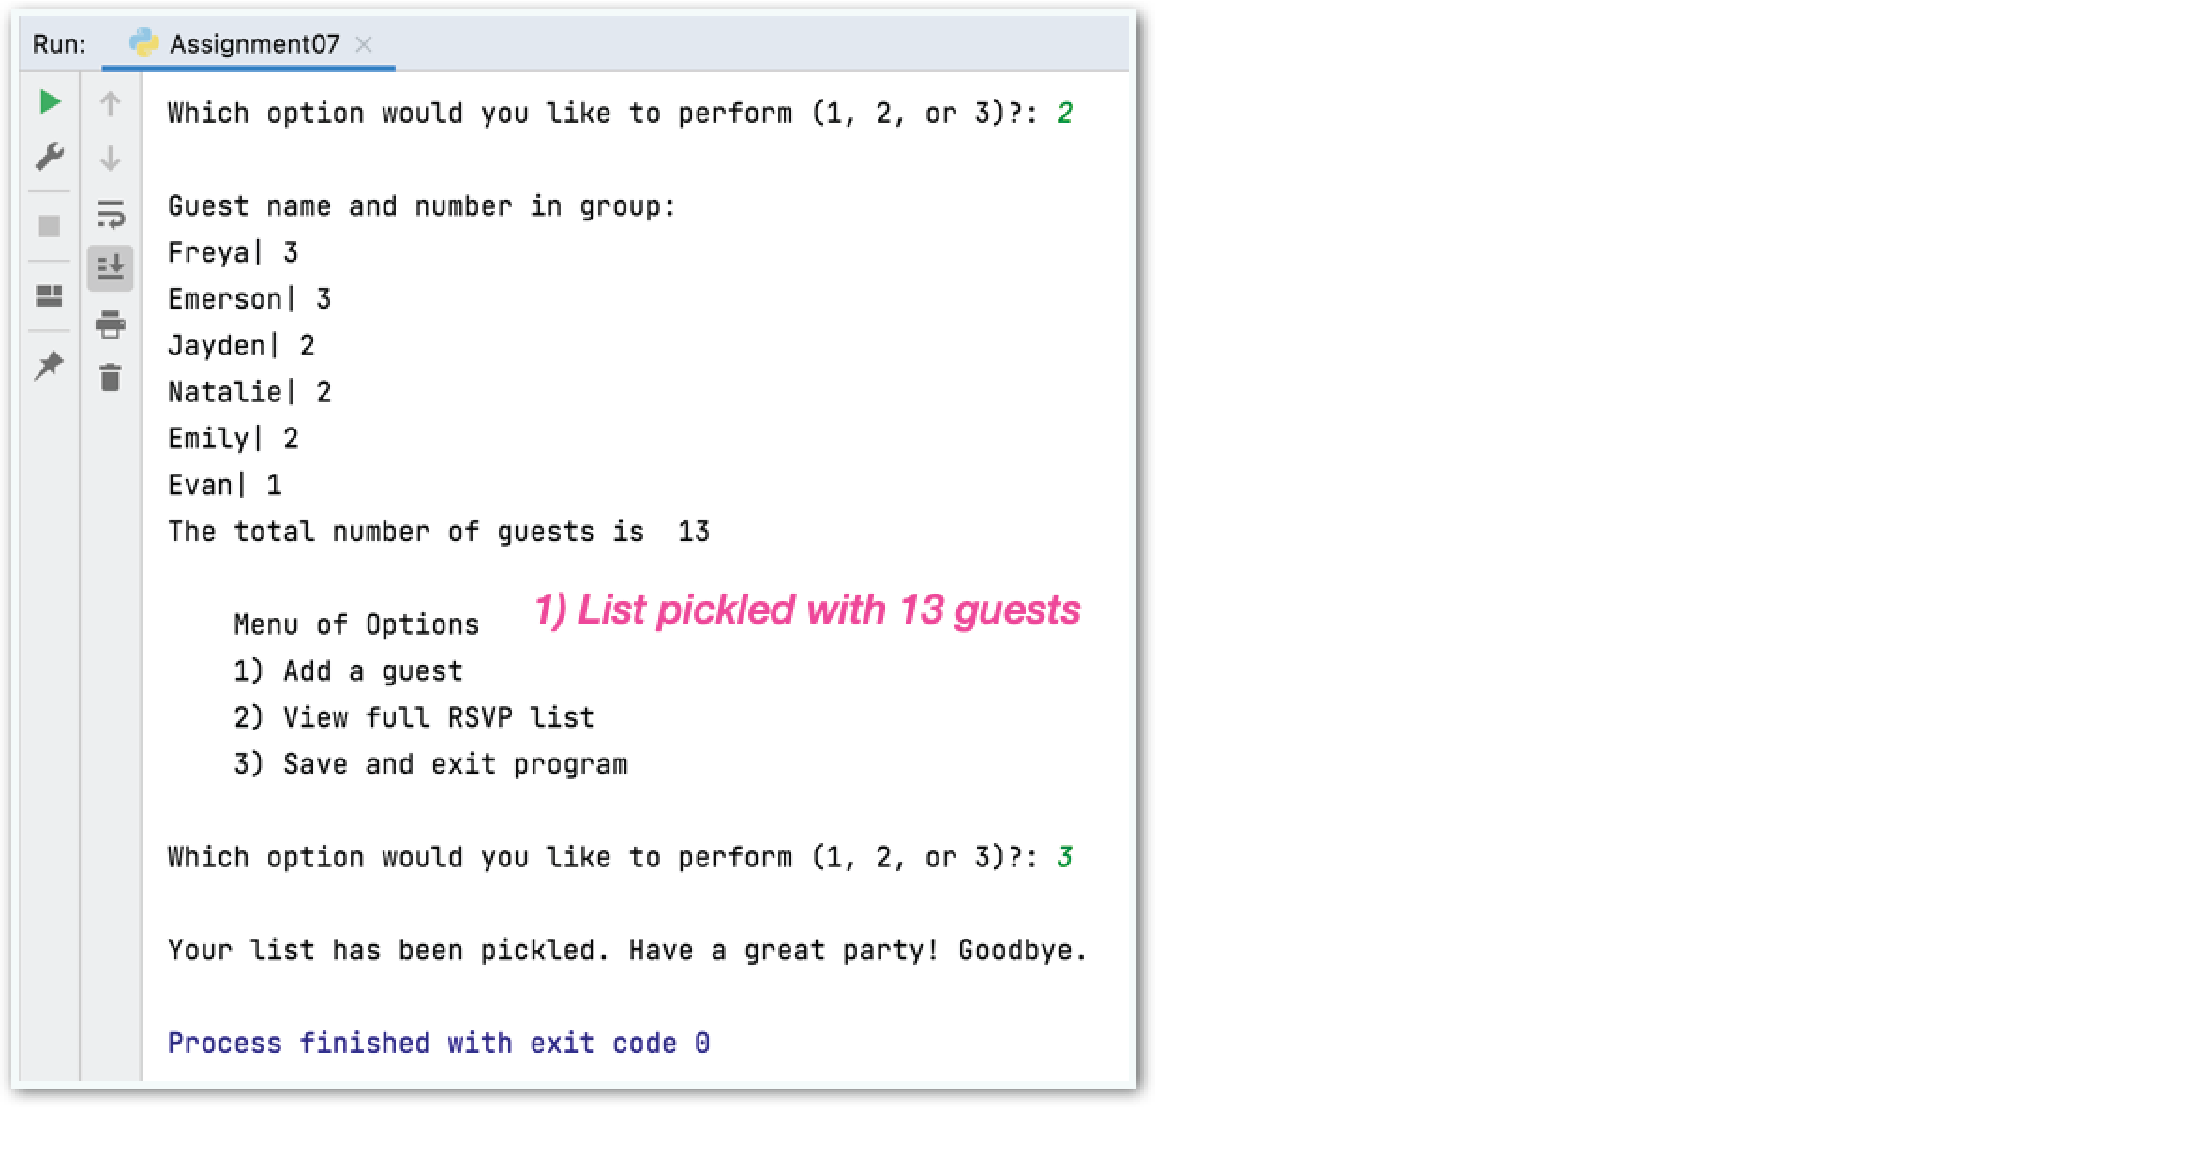 Run: Assignment07
Which option would you like to perform (1, 2, or 3)?: 2
Guest name and number in group:
Freya| 3
Emerson| 3
Jayden| 2
Natalie| 2
Emily| 2
Evan| 1
The total number of guests is  13
1) List pickled with 13 guests
Menu of Options
1) Add a guest
2) View full RSVP list
3) Save and exit program
Which option would you like to perform (1, 2, or 3)?: 3
Your list has been pickled. Have a great party! Goodbye.
Process finished with exit code 0